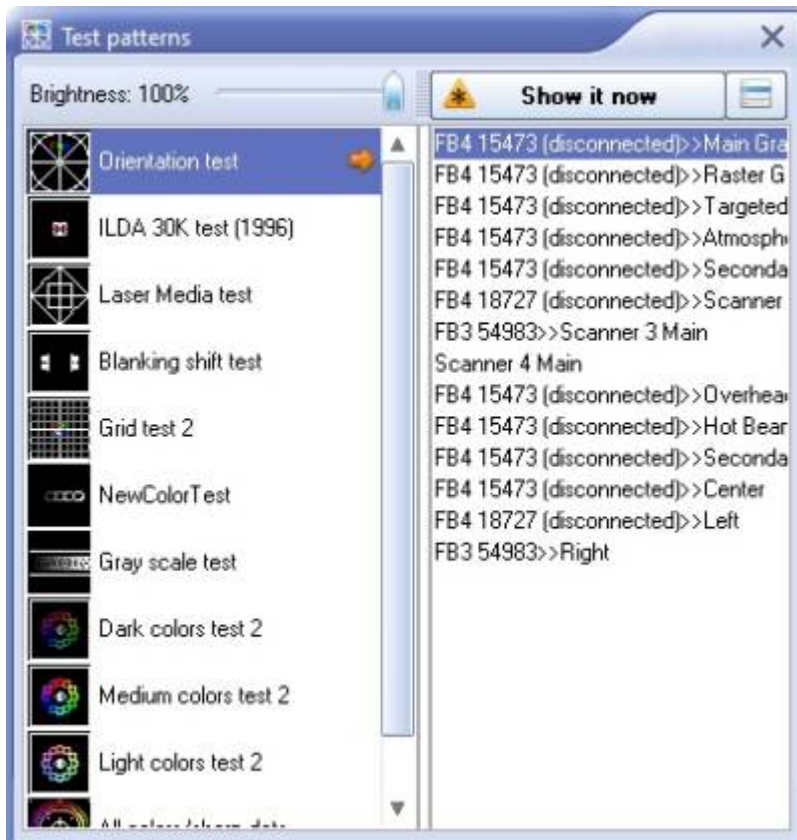 Test patterns
Brightness: 100%
Show it now
Orientation test
ILDA 30K test (1996)
Laser Media test
Blanking shift test
Grid test 2
NewColorTest
Gray scale test
Dark colors test 2
Medium colors test 2
Light colors test 2
FB4 15473 (disconnected)>>Main Gra
FB4 15473 (disconnected)>>Raster G
FB4 15473 (disconnected)>>Targeted
FB4 15473 (disconnected)>>Atmosph
FB4 15473 (disconnected)>>Seconda
FB4 18727 (disconnected)>>Scanner
FB3 54983>>Scanner 3 Main
Scanner 4 Main
FB4 15473 (disconnected)>>Overhea
FB4 15473 (disconnected)>>Hot Bear
FB4 15473 (disconnected)>>Seconda
FB4 15473 (disconnected)>>Center
FB4 18727 (disconnected)>>Left
FB3 54983>>Right